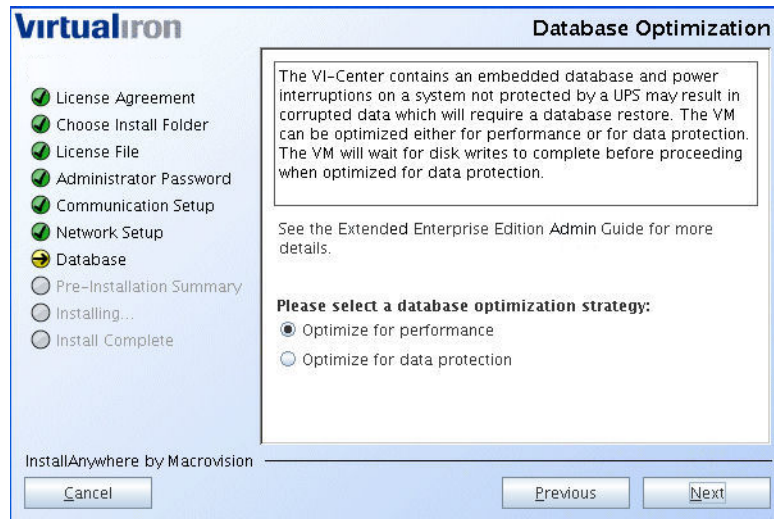 Virtualiron
Database Optimization
License Agreement
Choose Install Folder
License File
Administrator Password
Communication Setup
Network Setup
Database
Pre-Installation Summary
Installing...
Install Complete
The VI-Center contains an embedded database and power
interruptions on a system not protected by a UPS may result in
corrupted data which will require a database restore. The VM
can be optimized either for performance or for data protection.
The VM will wait for disk writes to complete before proceeding
when optimized for data protection.
See the Extended Enterprise Edition Admin Guide for more
details.
Please select a database optimization strategy:
Optimize for performance
Optimize for data protection
InstallAnywhere by Macrovision
Cancel
Previous
Next